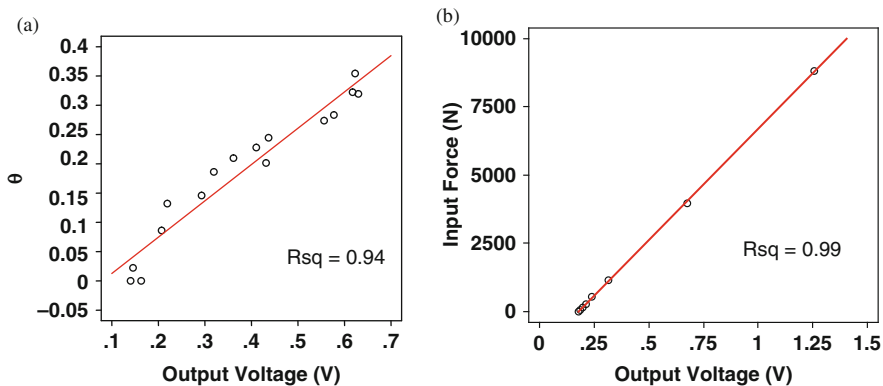 (a)
θ
0.4
0.35
0.3
0.25
0.2
0.15
0.1
0.05
0
−0.05
Rsq = 0.94
.1 .2 .3 .4 .5 .6 .7
Output Voltage (V)
(b)
Input Force (N)
10000
7500
5000
2500
0
Rsq = 0.99
0 .25 .5 .75 1 1.25 1.5
Output Voltage (V)